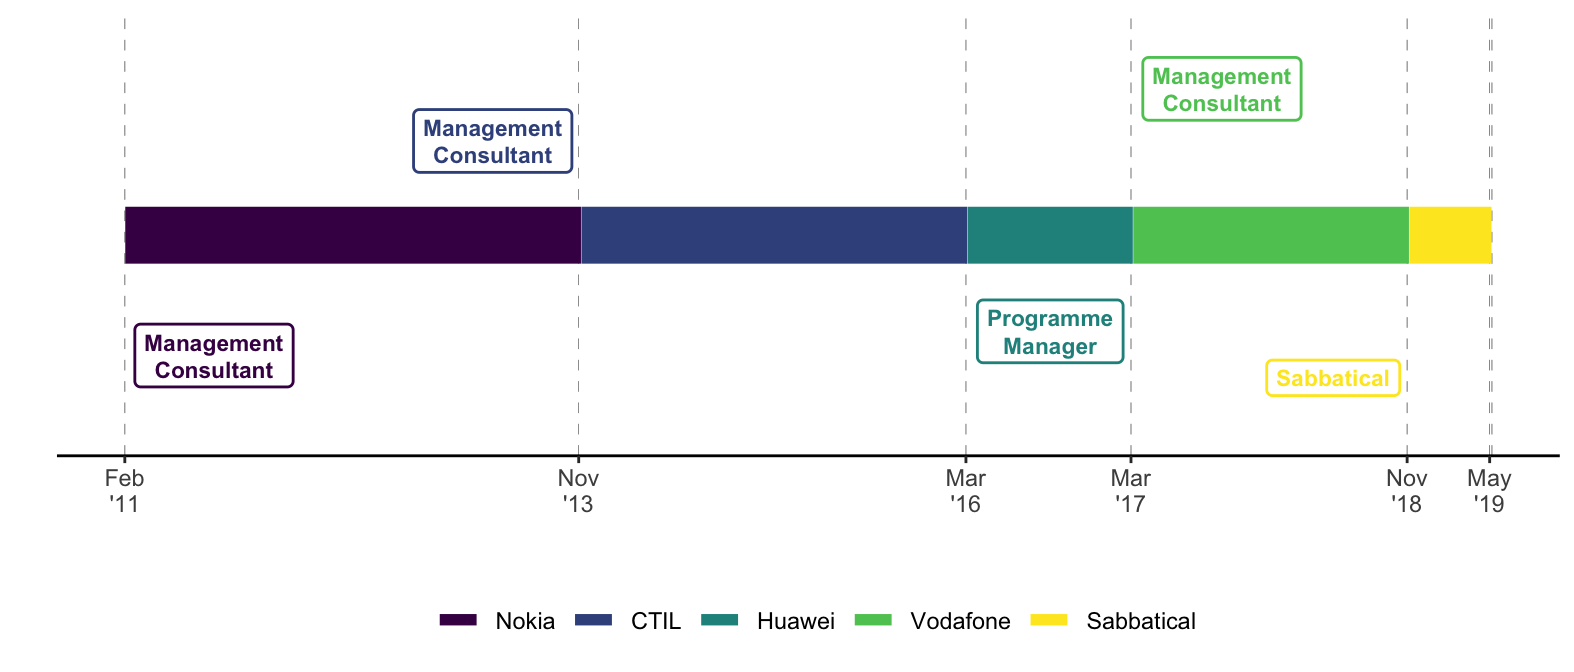 Management
Consultant
Management
Consultant
Programme
Manager
Management
Consultant
Sabbatical
Feb
'11
Nov
'13
Mar
'16
Mar
'17
Nov
'18
May
'19
Nokia
CTIL
Huawei
Vodafone
Sabbatical